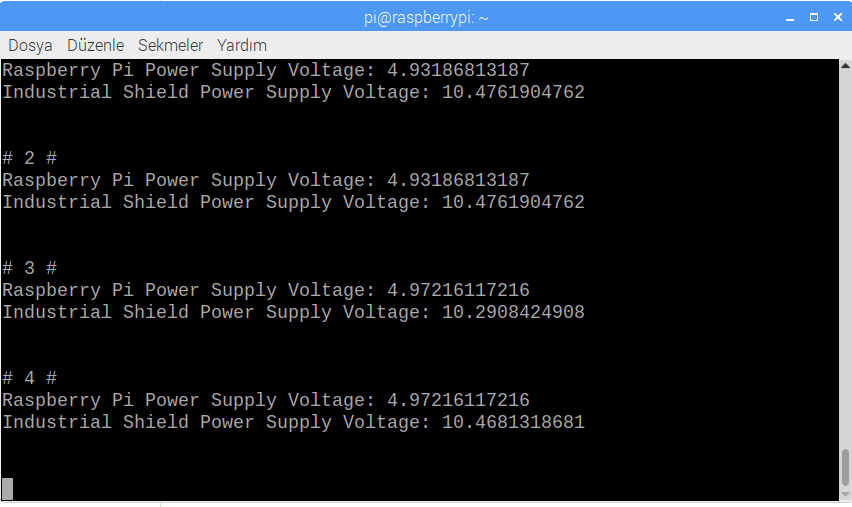 pi@raspberrypi: ~
Dosya Düzenle Sekmeler Yardım
Raspberry Pi Power Supply Voltage: 4.93186813187
Industrial Shield Power Supply Voltage: 10.4761904762
# 2 #
Raspberry Pi Power Supply Voltage: 4.93186813187
Industrial Shield Power Supply Voltage: 10.4761904762
# 3 #
Raspberry Pi Power Supply Voltage: 4.97216117216
Industrial Shield Power Supply Voltage: 10.2908424908
# 4 #
Raspberry Pi Power Supply Voltage: 4.97216117216
Industrial Shield Power Supply Voltage: 10.4681318681